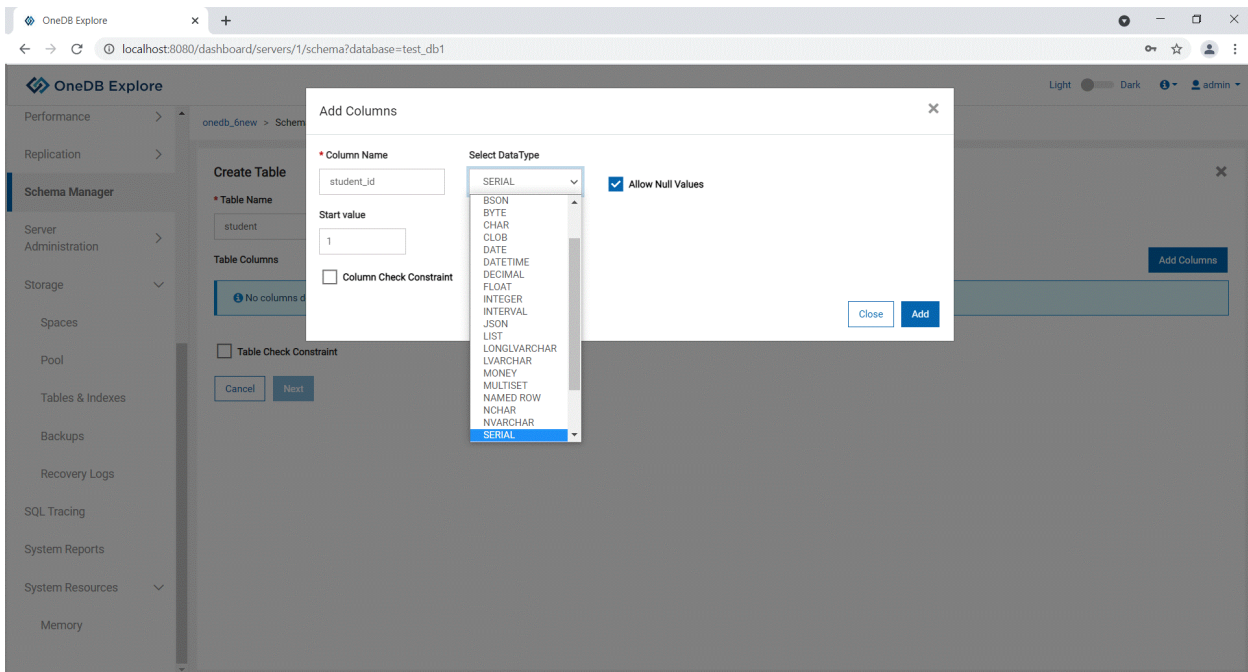 OneDB Explore
localhost:8080/dashboard/servers/1/schema?database=test_db1
OneDB Explore
Light Dark admin
Performance
Replication
Schema Manager
Server
Administration
Storage
Spaces
Pool
Tables & Indexes
Backups
Recovery Logs
SQL Tracing
System Reports
System Resources
Memory
onedb_6new > Schem
Create Table
* Table Name
student
Table Columns
Add Columns
No columns d
Table Check Constraint
Cancel Next
Add Columns
* Column Name
student_id
Select DataType
SERIAL
Allow Null Values
Start value
1
Column Check Constraint
BSON
BYTE
CHAR
CLOB
DATE
DATETIME
DECIMAL
FLOAT
INTEGER
INTERVAL
JSON
LIST
LONGLVARCHAR
LVARCHAR
MONEY
MULTISET
NAMED ROW
NCHAR
NVARCHAR
SERIAL
Close Add